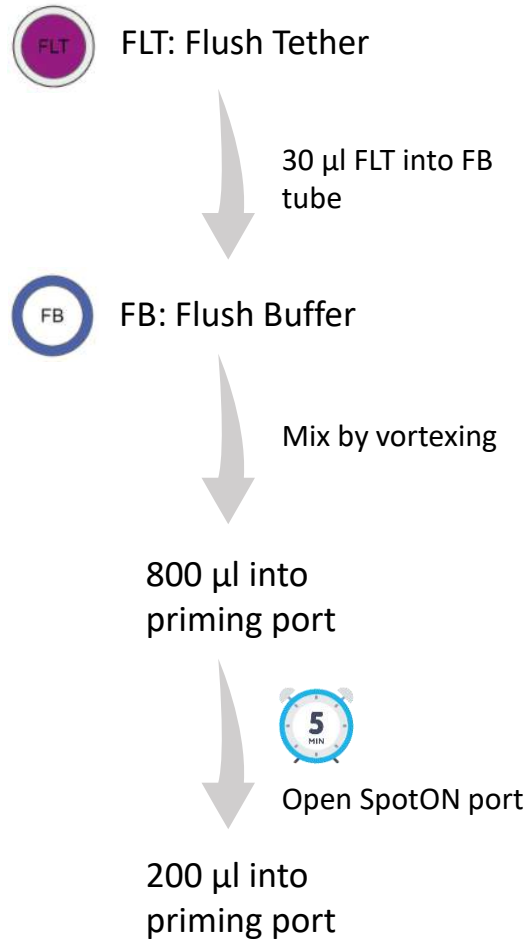 FLT
FLT: Flush Tether
30 µl FLT into FB
tube
FB
FB: Flush Buffer
Mix by vortexing
800 µl into
priming port
5
MIN
Open SpotON port
200 µl into
priming port